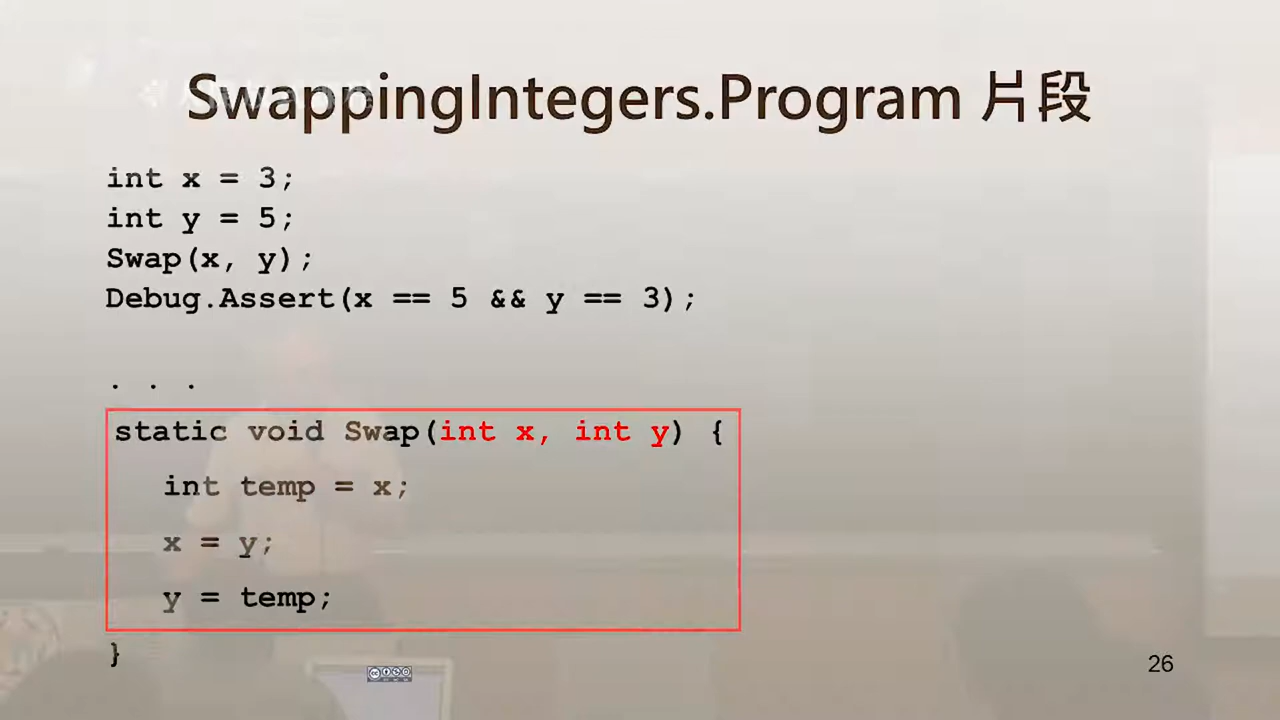 SwappingIntegers.Program 片段
int x = 3;
int y = 5;
Swap(x, y);
Debug.Assert(x == 5 && y == 3);
. . .
static void Swap(int x, int y) {
int temp = x;
x = y;
y = temp;
}
26